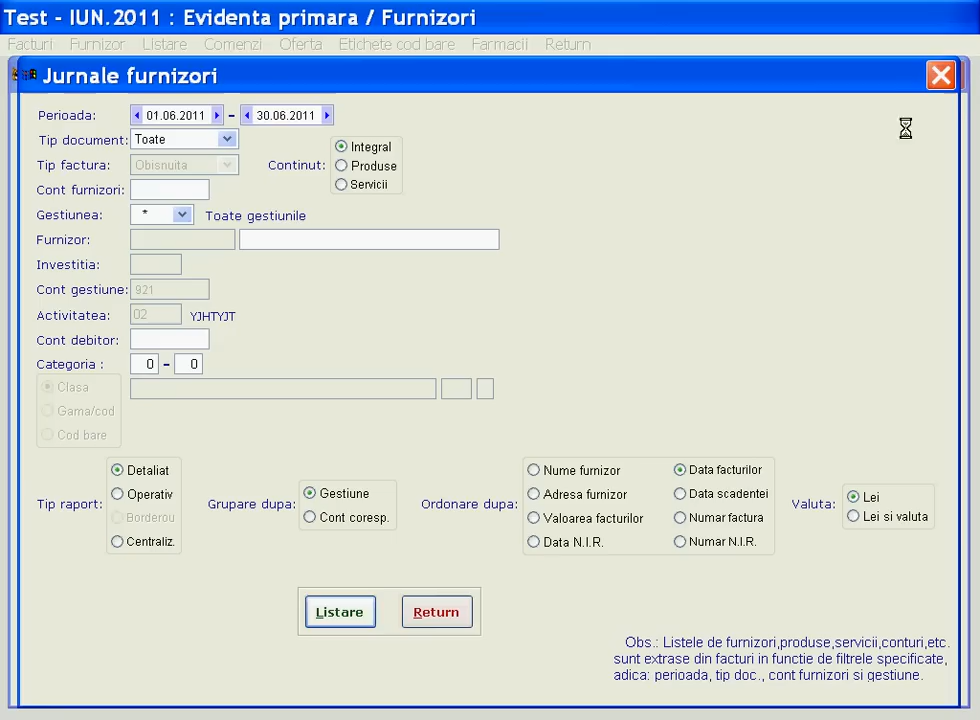 Test - IUN.2011 : Evidenta primara / Furnizori
Facturi Furnizor Listare Comenzi Oferta Etichete cod bare Farmacii Return
Jurnale furnizori
Perioada: 01.06.2011 - 30.06.2011
Tip document: Toate
Tip factura: Obisnuita
Continut: Integral
Produse
Servicii
Cont furnizori:
Gestiunea: * Toate gestiunile
Furnizor:
Investitia:
Cont gestiune: 921
Activitatea: 02 YJHTYJT
Cont debitor:
Categoria : 0 - 0
Clasa
Gama/cod
Cod bare
Tip raport: Detaliat
Operativ
Borderou
Centraliz.
Grupare dupa: Gestiune
Cont coresp.
Ordonare dupa: Nume furnizor
Adresa furnizor
Valoarea facturilor
Data N.I.R.
Data facturilor
Data scadentei
Numar factura
Numar N.I.R.
Valuta: Lei
Lei si valuta
Listare Return
Obs.: Listele de furnizori,produse,servicii,conturi,etc.
sunt extrase din facturi in functie de filtrele specificate,
adica: perioada, tip doc., cont furnizori si gestiune.